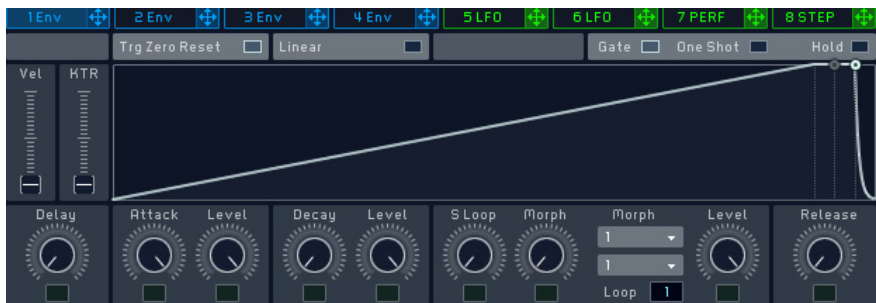 1 Env 2 Env 3 Env 4 Env 5 LFO 6 LFO 7 PERF 8 STEP
Trg Zero Reset Linear Gate One Shot Hold
Vel KTR
Delay Attack Level Decay Level S Loop Morph Morph Level Release
1
1
Loop 1